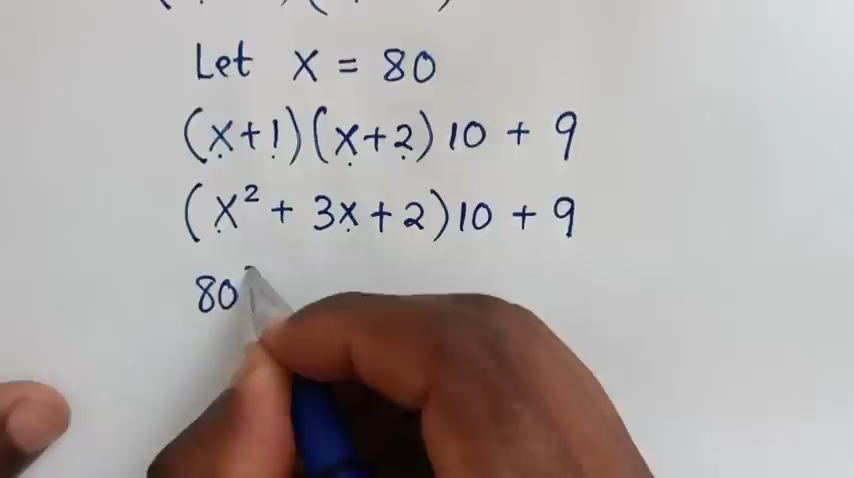 Let x = 80
(x+1)(x+2)10 + 9
(x² + 3x + 2)10 + 9
80